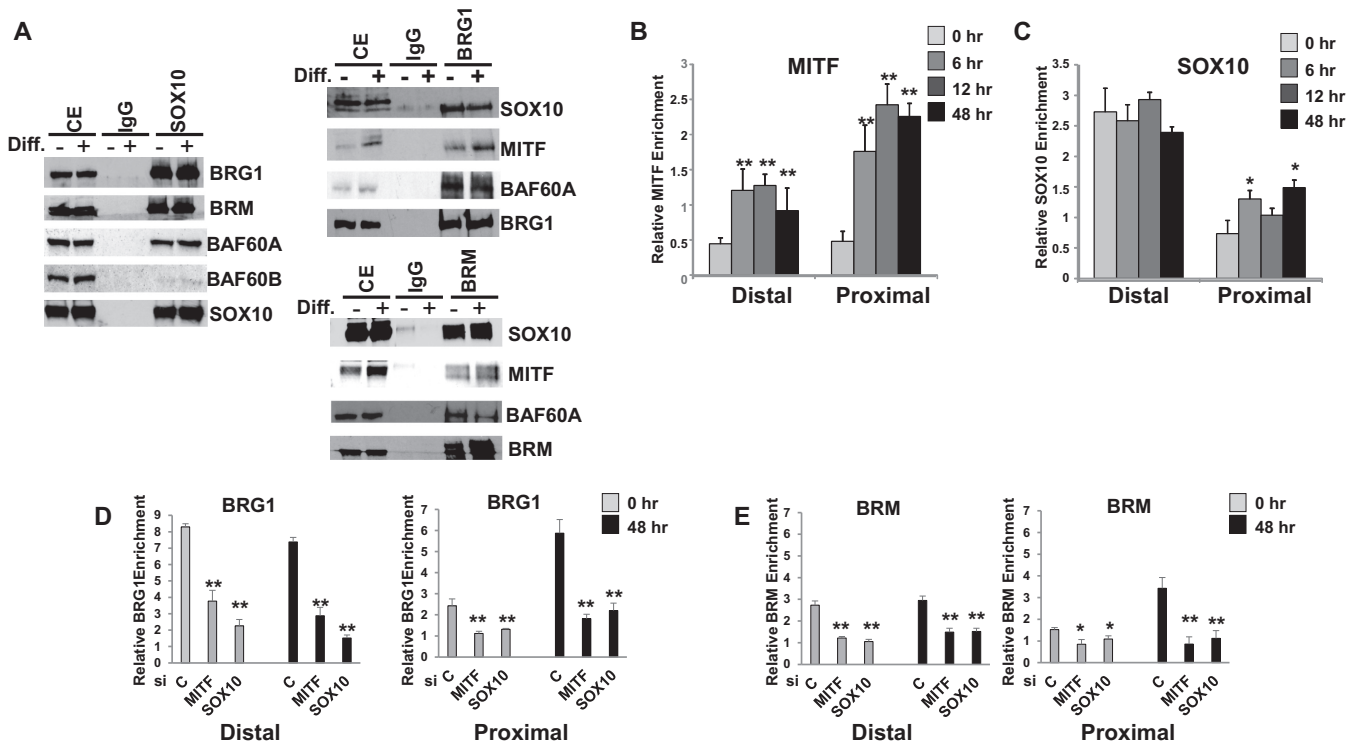 A
CE
IgG
SOX10
Diff. - + - + - +
BRG1
BRM
BAF60A
BAF60B
SOX10
CE
IgG
BRG1
Diff. - + - + - +
SOX10
MITF
BAF60A
BRG1
CE
IgG
BRM
Diff. - + - + - +
SOX10
MITF
BAF60A
BRM
B
MITF
0 hr
6 hr
12 hr
48 hr
Relative MITF Enrichment
3
2.5
2
1.5
1
0.5
0
** ** **
** ** **
Distal Proximal
C
SOX10
0 hr
6 hr
12 hr
48 hr
Relative SOX10 Enrichment
3.5
3
2.5
2
1.5
1
0.5
0
* *
Distal Proximal
D
BRG1
Relative BRG1Enrichment
9
8
7
6
5
4
3
2
1
0
** ** ** **
si C MITF SOX10 C MITF SOX10
Distal
BRG1
0 hr
48 hr
Relative BRG1Enrichment
7
6
5
4
3
2
1
0
** ** ** **
si C MITF SOX10 C MITF SOX10
Proximal
E
BRM
Relative BRM Enrichment
7
6
5
4
3
2
1
0
** ** ** **
si C MITF SOX10 C MITF SOX10
Distal
BRM
0 hr
48 hr
Relative BRM Enrichment
7
6
5
4
3
2
1
0
* * ** **
si C MITF SOX10 C MITF SOX10
Proximal